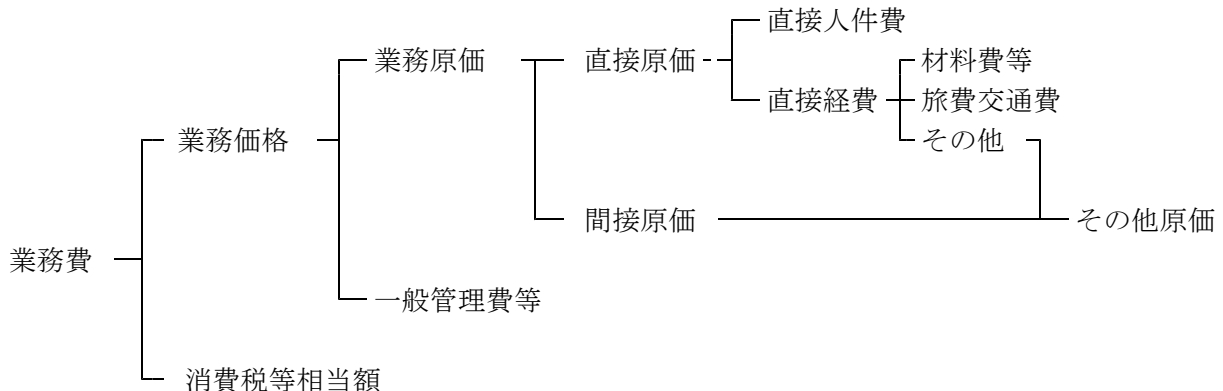 直接人件費
業務原価 直接原価 材料費等
直接経費 旅費交通費
業務価格 その他
間接原価 その他原価
業務費
一般管理費等
消費税等相当額